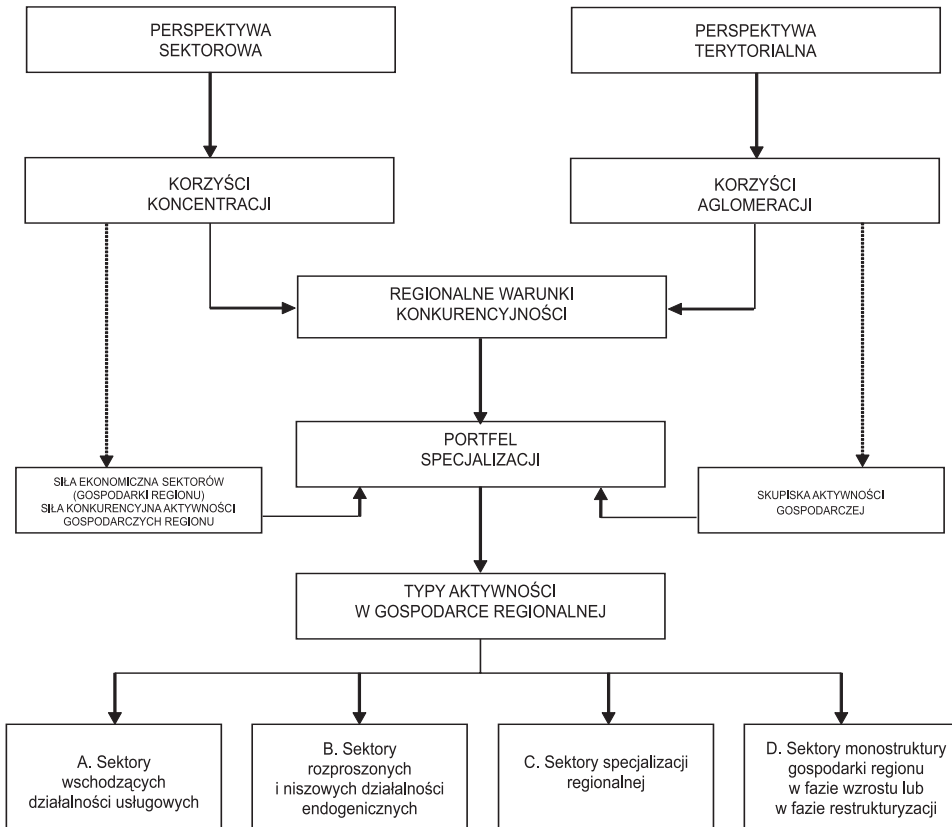 PERSPEKTYWA
SEKTOROWA
PERSPEKTYWA
TERYTORIALNA
KORZYŚCI
KONCENTRACJI
KORZYŚCI
AGLOMERACJI
REGIONALNE WARUNKI
KONKURENCYJNOŚCI
PORTFEL
SPECJALIZACJI
SIŁA EKONOMICZNA SEKTORÓW
(GOSPODARKI REGIONU)
SIŁA KONKURENCYJNA AKTYWNOŚCI
GOSPODARCZYCH REGIONU
SKUPISKA AKTYWNOŚCI
GOSPODARCZEJ
TYPY AKTYWNOŚCI
W GOSPODARCE REGIONALNEJ
A. Sektory
wschodzących
działalności usługowych
B. Sektory
rozproszonych
i niszowych działalności
endogenicznych
C. Sektory specjalizacji
regionalnej
D. Sektory monostruktury
gospodarki regionu
w fazie wzrostu lub
w fazie restrukturyzacji